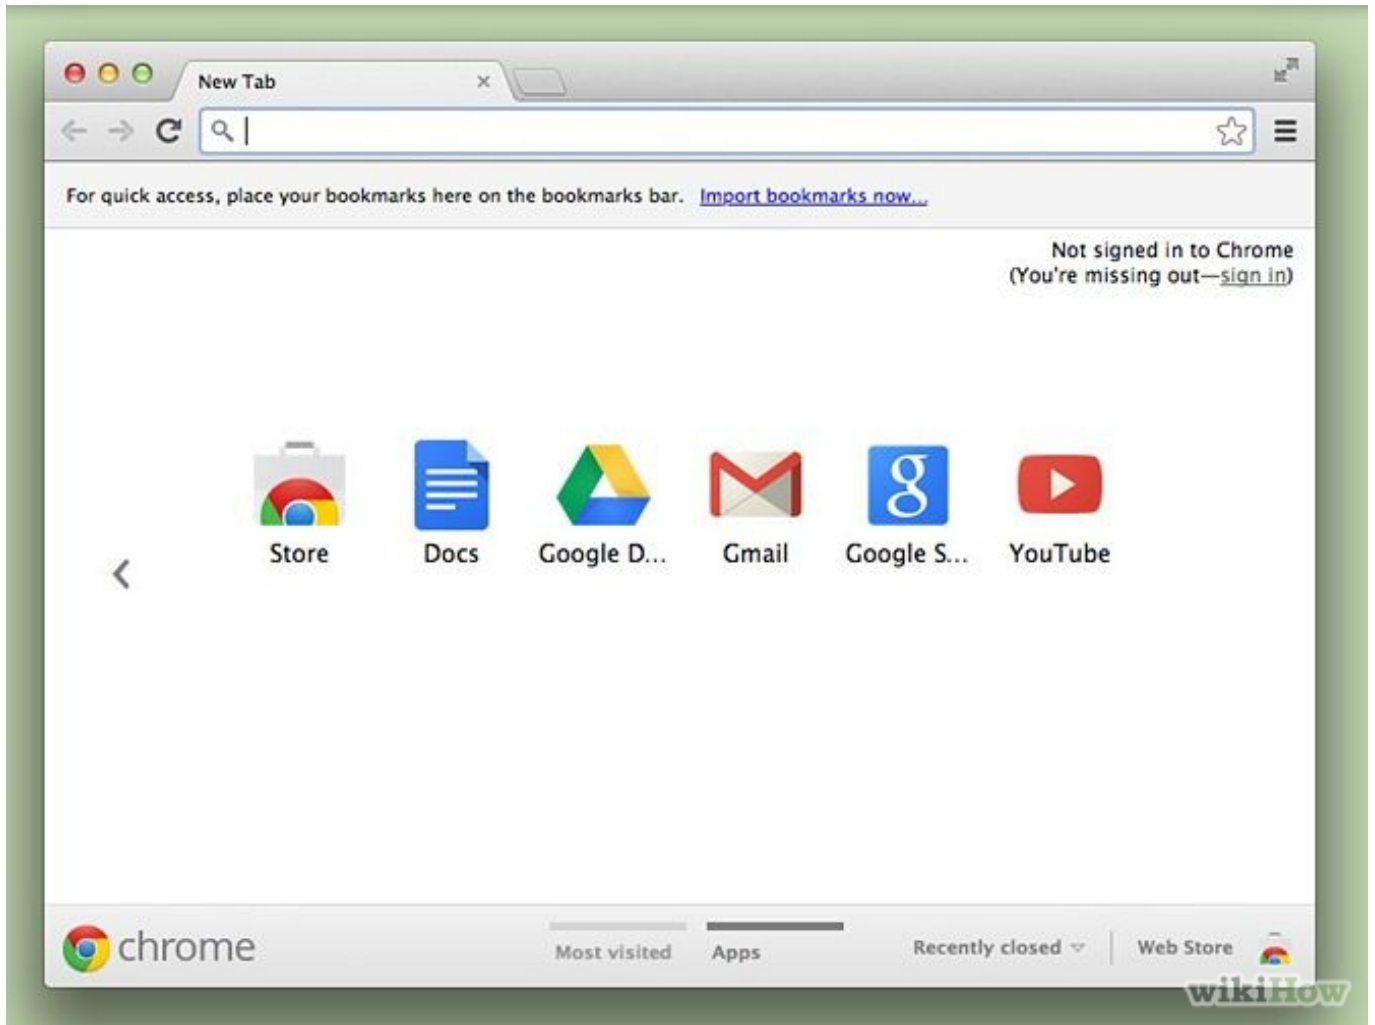 New Tab
For quick access, place your bookmarks here on the bookmarks bar. Import bookmarks now...
Not signed in to Chrome
(You're missing out—sign in)
Store
Docs
Google D...
Gmail
Google S...
YouTube
chrome
Most visited
Apps
Recently closed
Web Store
wikiHow